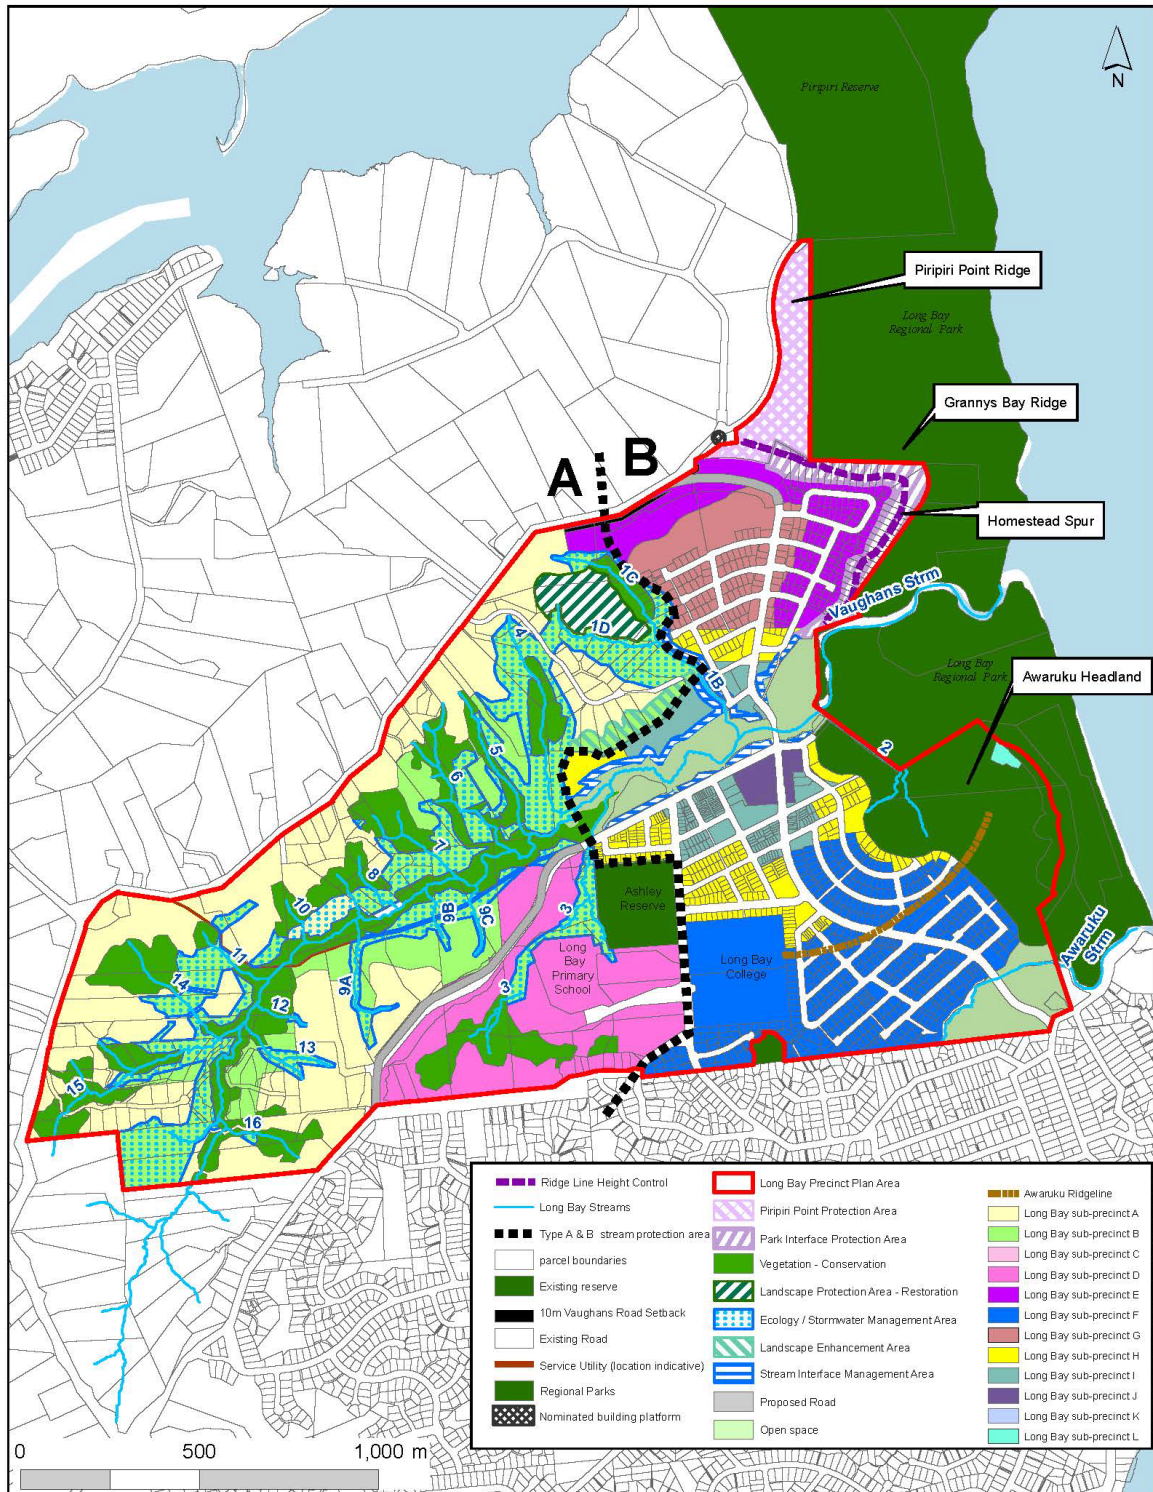 Piripiri Reserve
N
Piripiri Point Ridge
Long Bay
Regional Park
Grannys Bay Ridge
A
B
Homestead Spur
1C
Vaughans Strm
1D
4
1B
Long Bay
Regional Park
Awaruku Headland
2
5
6
7
8
Ashley
Reserve
10
9B
9C
3
Long
Bay
Primary
School
Long Bay
College
Awaruku
Strm
11
14
9A
3
12
13
15
16
Ridge Line Height Control
Long Bay Streams
Type A & B stream protection area
parcel boundaries
Existing reserve
10m Vaughans Road Setback
Existing Road
Service Utility (location indicative)
Regional Parks
Nominated building platform
Long Bay Precinct Plan Area
Piripiri Point Protection Area
Park Interface Protection Area
Vegetation - Conservation
Landscape Protection Area - Restoration
Ecology / Stormwater Management Area
Landscape Enhancement Area
Stream Interface Management Area
Proposed Road
Open space
Awaruku Ridgeline
Long Bay sub-precinct A
Long Bay sub-precinct B
Long Bay sub-precinct C
Long Bay sub-precinct D
Long Bay sub-precinct E
Long Bay sub-precinct F
Long Bay sub-precinct G
Long Bay sub-precinct H
Long Bay sub-precinct I
Long Bay sub-precinct J
Long Bay sub-precinct K
Long Bay sub-precinct L
0 500 1,000 m